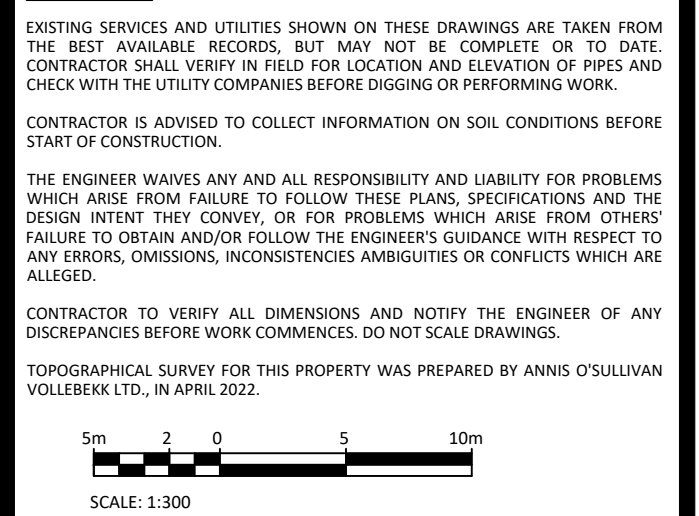 EXISTING SERVICES AND UTILITIES SHOWN ON THESE DRAWINGS ARE TAKEN FROM
THE BEST AVAILABLE RECORDS, BUT MAY NOT BE COMPLETE OR TO DATE.
CONTRACTOR SHALL VERIFY IN FIELD FOR LOCATION AND ELEVATION OF PIPES AND
CHECK WITH THE UTILITY COMPANIES BEFORE DIGGING OR PERFORMING WORK.
CONTRACTOR IS ADVISED TO COLLECT INFORMATION ON SOIL CONDITIONS BEFORE
START OF CONSTRUCTION.
THE ENGINEER WAIVES ANY AND ALL RESPONSIBILITY AND LIABILITY FOR PROBLEMS
WHICH ARISE FROM FAILURE TO FOLLOW THESE PLANS, SPECIFICATIONS AND THE
DESIGN INTENT THEY CONVEY, OR FOR PROBLEMS WHICH ARISE FROM OTHERS'
FAILURE TO OBTAIN AND/OR FOLLOW THE ENGINEER'S GUIDANCE WITH RESPECT TO
ANY ERRORS, OMISSIONS, INCONSISTENCIES AMBIGUITIES OR CONFLICTS WHICH ARE
ALLEGED.
CONTRACTOR TO VERIFY ALL DIMENSIONS AND NOTIFY THE ENGINEER OF ANY
DISCREPANCIES BEFORE WORK COMMENCES. DO NOT SCALE DRAWINGS.
TOPOGRAPHICAL SURVEY FOR THIS PROPERTY WAS PREPARED BY ANNIS O'SULLIVAN
VOLLEBEKK LTD., IN APRIL 2022.
5m 2 0 5 10m
SCALE: 1:300